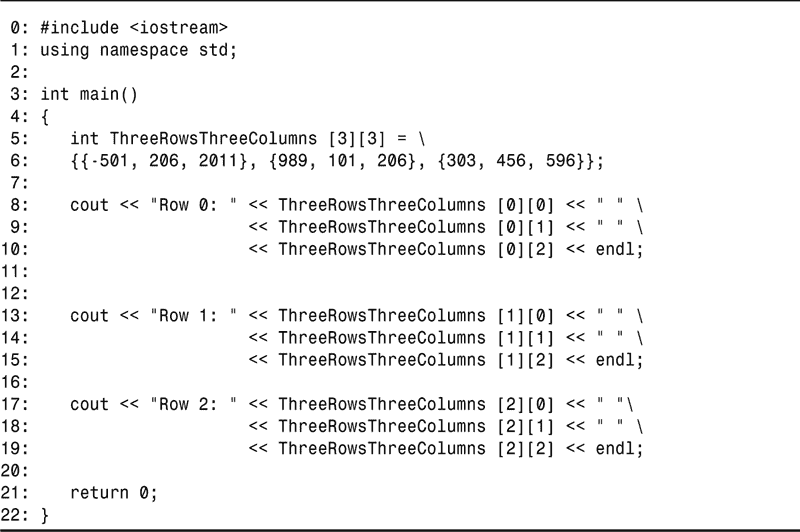 0: #include <iostream>
1: using namespace std;
2:
3: int main()
4: {
5:    int ThreeRowsThreeColumns [3][3] = \
6:    {{-501, 206, 2011}, {989, 101, 206}, {303, 456, 596}};
7:
8:    cout << "Row 0: " << ThreeRowsThreeColumns [0][0] << " " \
9:                      << ThreeRowsThreeColumns [0][1] << " " \
10:                      << ThreeRowsThreeColumns [0][2] << endl;
11:
12:
13:    cout << "Row 1: " << ThreeRowsThreeColumns [1][0] << " " \
14:                      << ThreeRowsThreeColumns [1][1] << " " \
15:                      << ThreeRowsThreeColumns [1][2] << endl;
16:
17:    cout << "Row 2: " << ThreeRowsThreeColumns [2][0] << " "\
18:                      << ThreeRowsThreeColumns [2][1] << " " \
19:                      << ThreeRowsThreeColumns [2][2] << endl;
20:
21:    return 0;
22: }